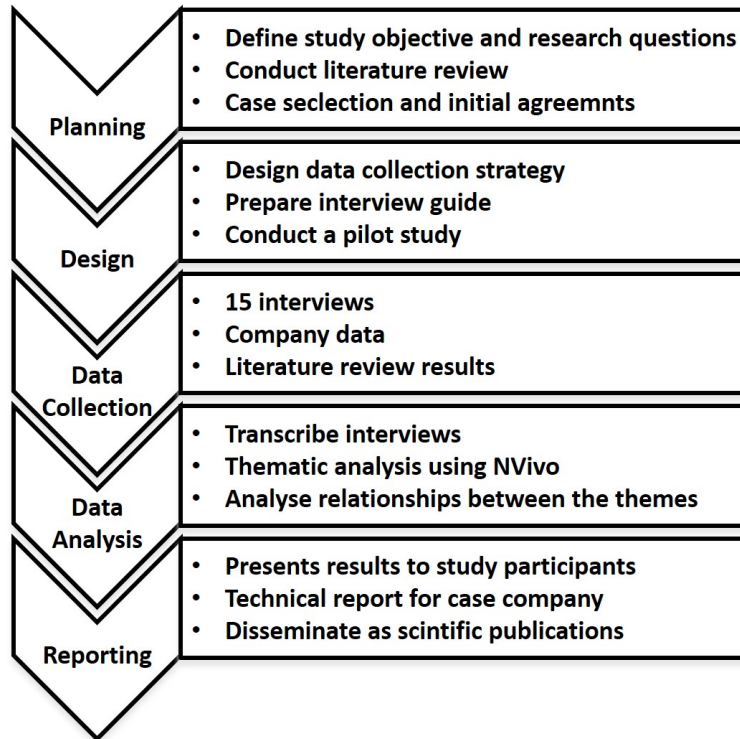 Planning
• Define study objective and research questions
• Conduct literature review
• Case seclection and initial agreemnts
Design
• Design data collection strategy
• Prepare interview guide
• Conduct a pilot study
Data
Collection
• 15 interviews
• Company data
• Literature review results
Data
Analysis
• Transcribe interviews
• Thematic analysis using NVivo
• Analyse relationships between the themes
Reporting
• Presents results to study participants
• Technical report for case company
• Disseminate as scintific publications